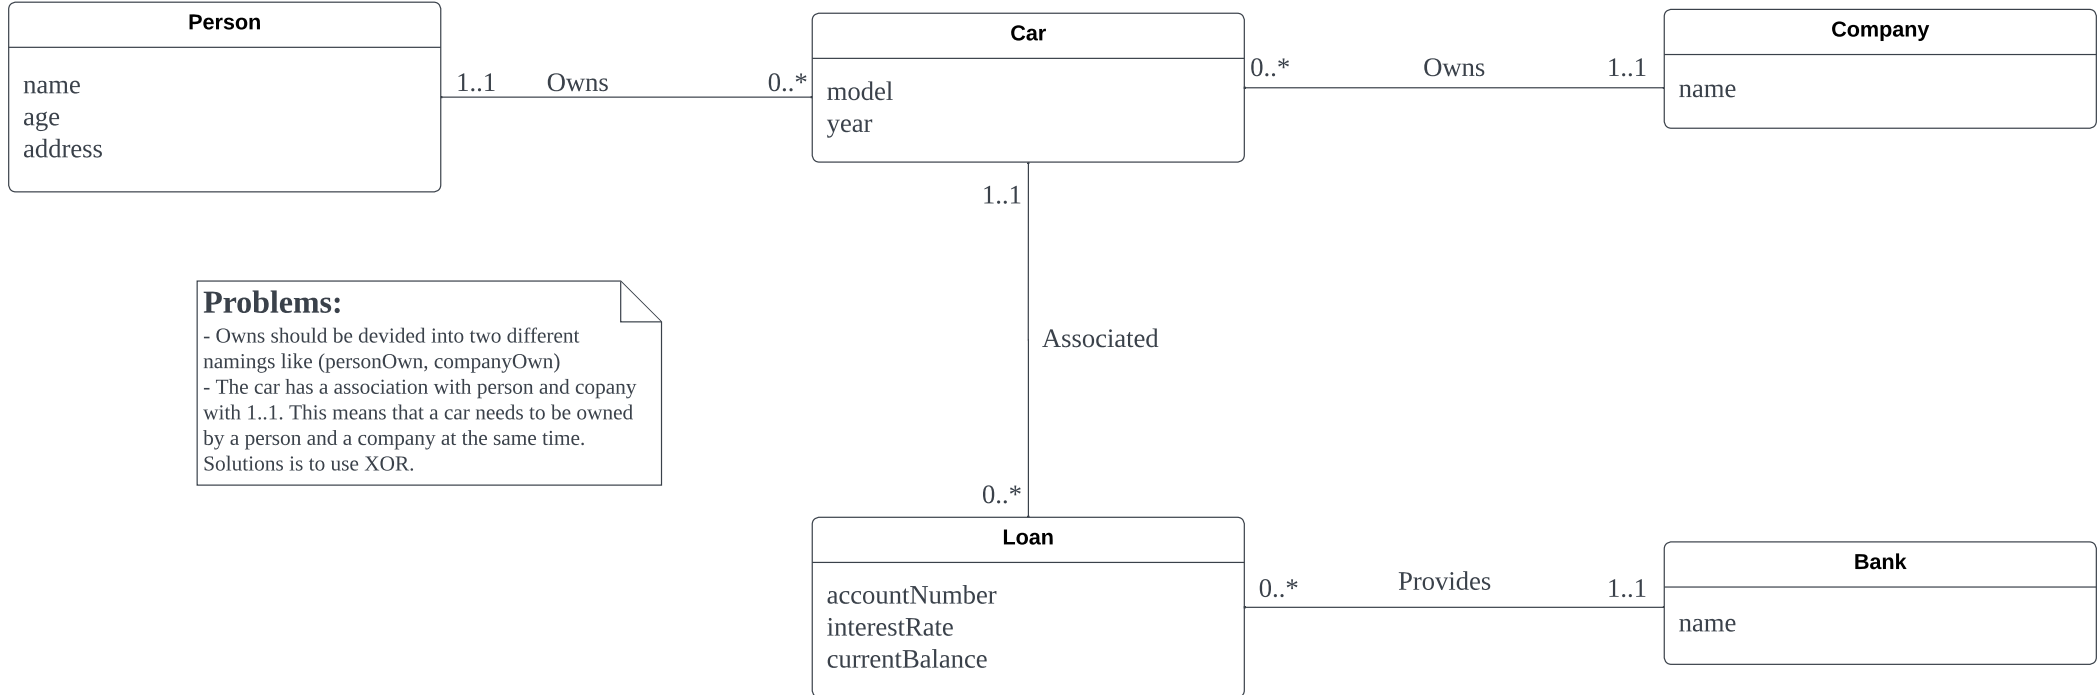 Person
name
age
address
1..1
Owns
0..*
Car
model
year
0..*
Owns
1..1
Company
name
1..1
Associated
0..*
Problems:
- Owns should be devided into two different
namings like (personOwn, companyOwn)
- The car has a association with person and copany
with 1..1. This means that a car needs to be owned
by a person and a company at the same time.
Solutions is to use XOR.
Loan
accountNumber
interestRate
currentBalance
0..*
Provides
1..1
Bank
name